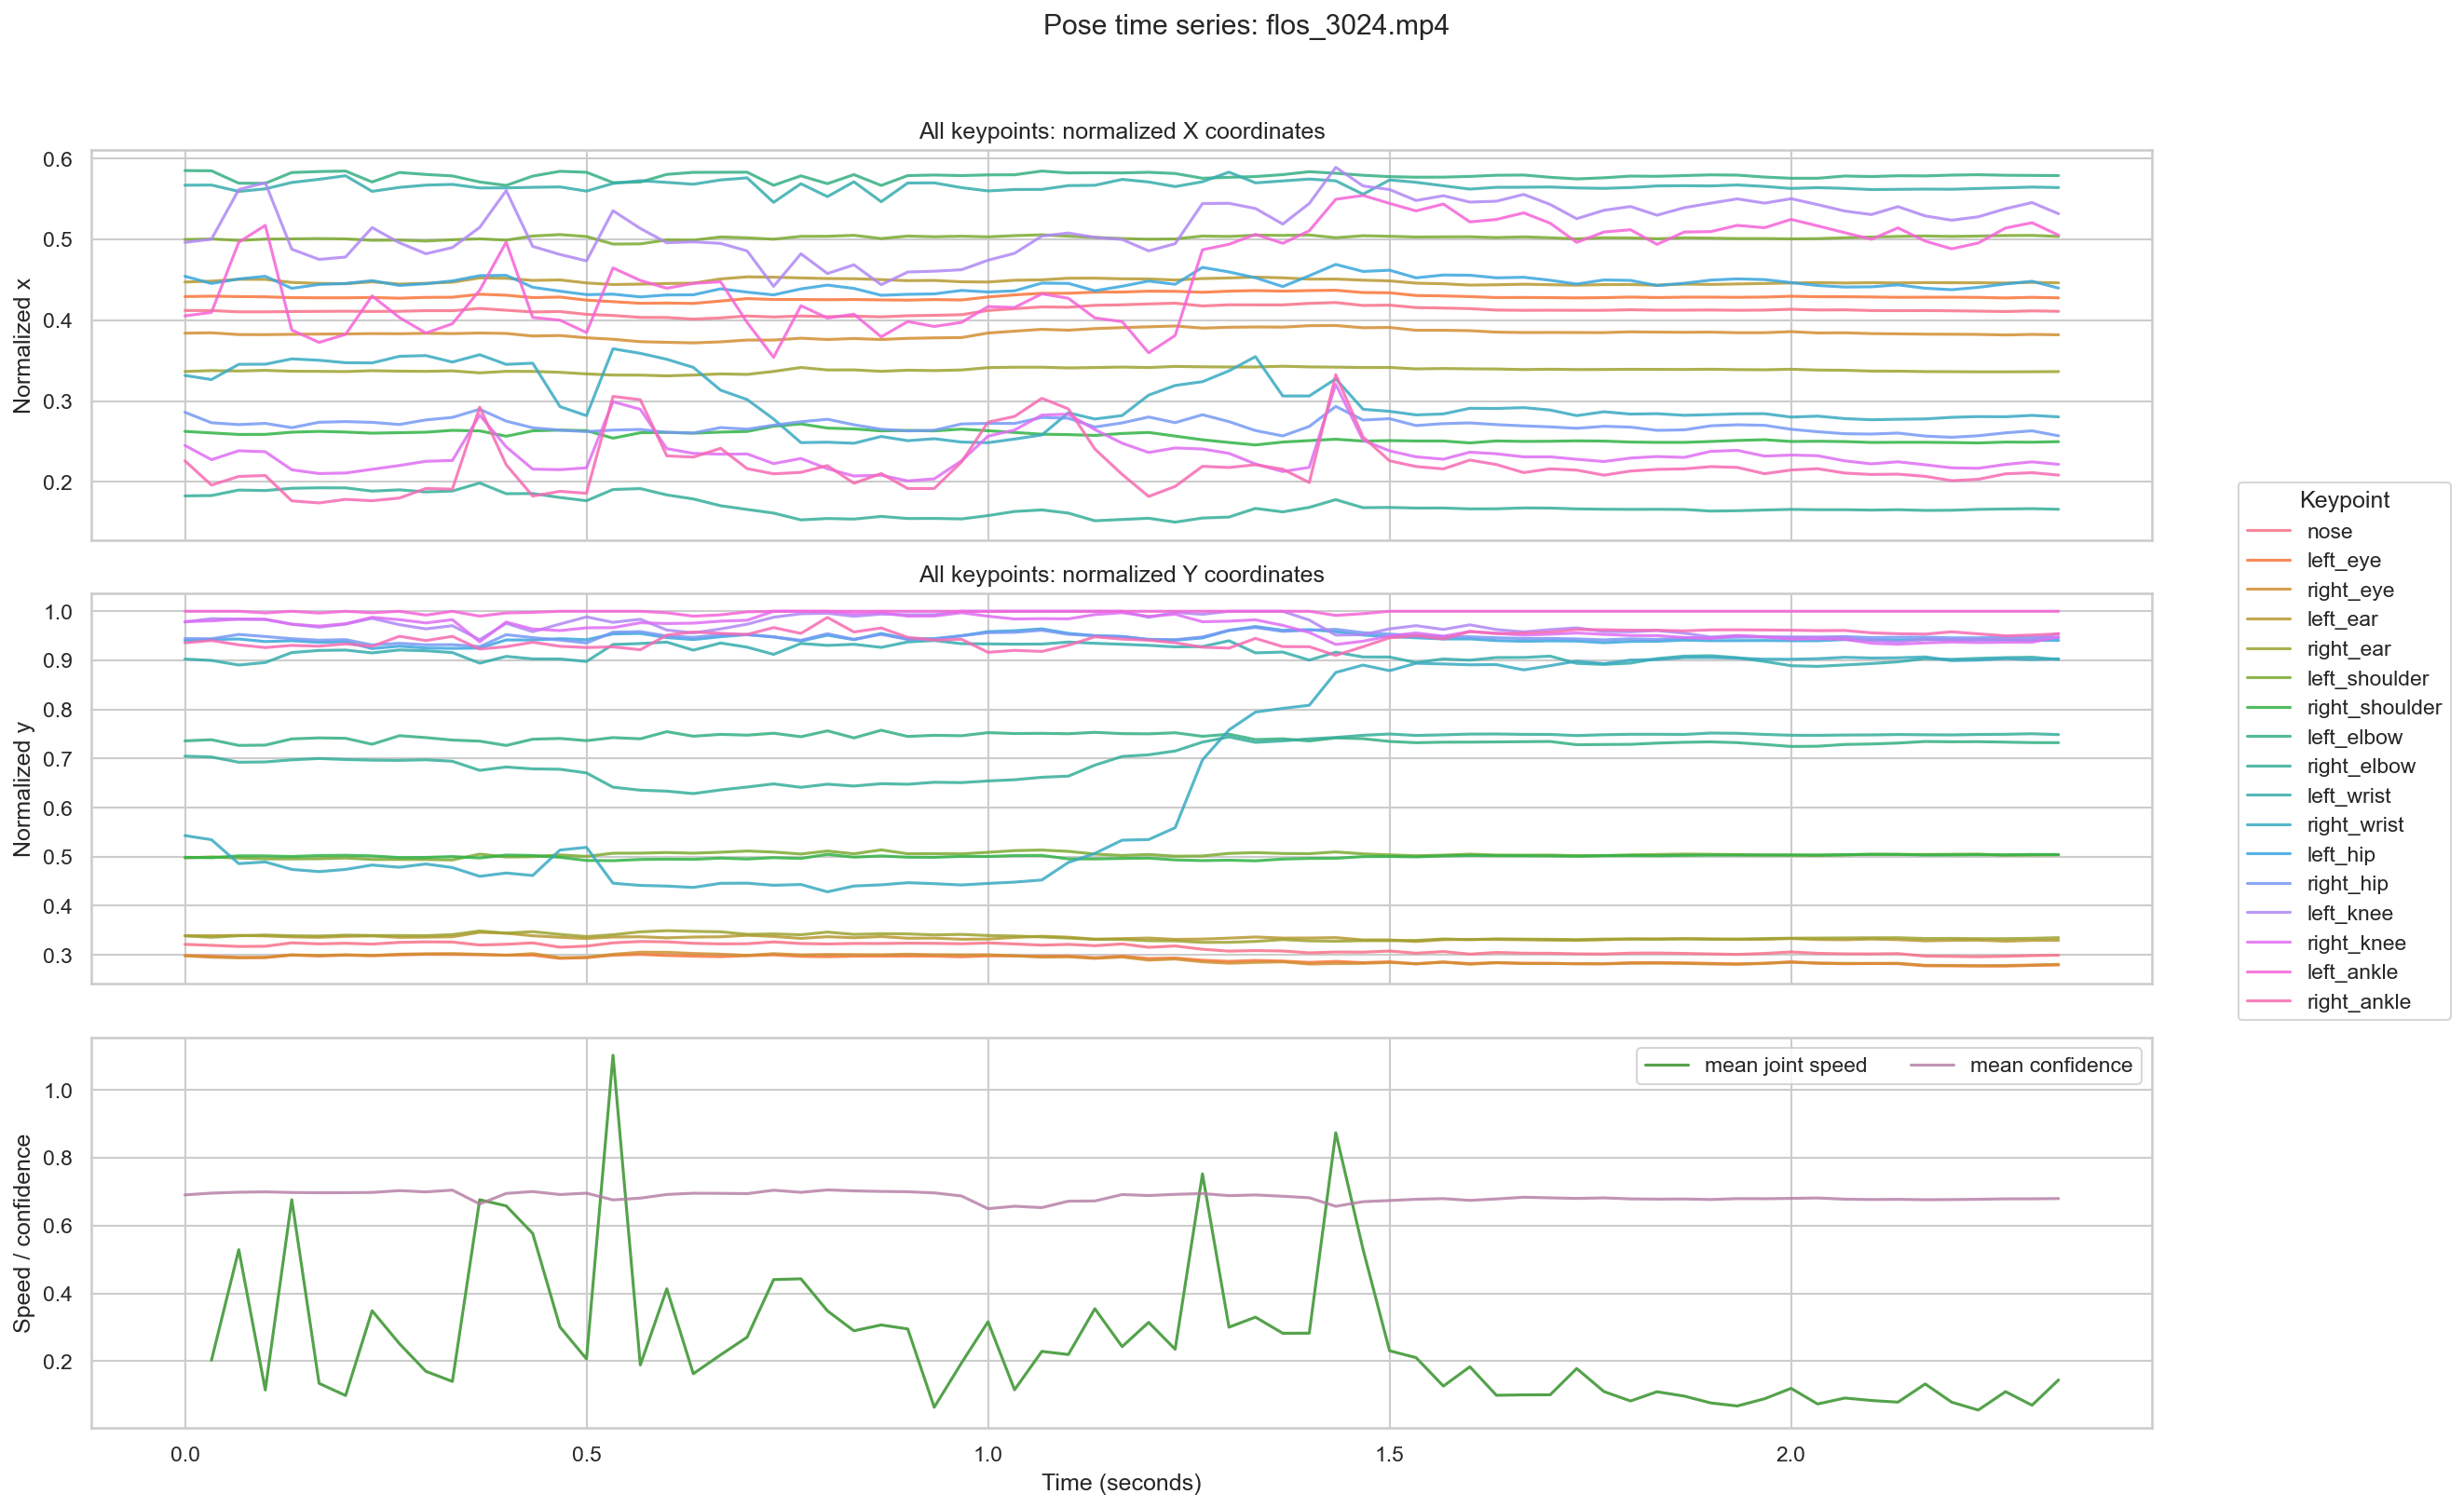 Pose time series: flos_3024.mp4
All keypoints: normalized X coordinates
Normalized x
0.6
0.5
0.4
0.3
0.2
All keypoints: normalized Y coordinates
Normalized y
1.0
0.9
0.8
0.7
0.6
0.5
0.4
0.3
Keypoint
nose
left_eye
right_eye
left_ear
right_ear
left_shoulder
right_shoulder
left_elbow
right_elbow
left_wrist
right_wrist
left_hip
right_hip
left_knee
right_knee
left_ankle
right_ankle
mean joint speed
mean confidence
Speed / confidence
1.0
0.8
0.6
0.4
0.2
0.0
0.5
1.0
1.5
2.0
Time (seconds)